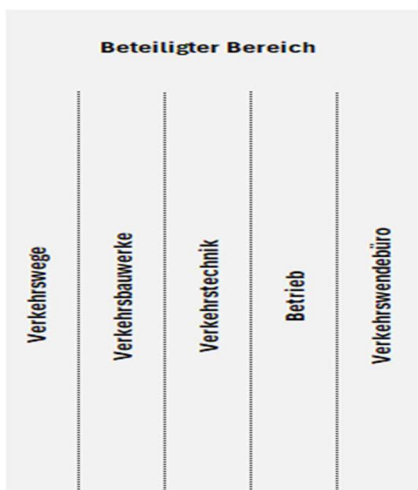 Beteiligter Bereich
Verkehrswege
Verkehrsbauwerke
Verkehrstechnik
Betrieb
Verkehrswendebüro